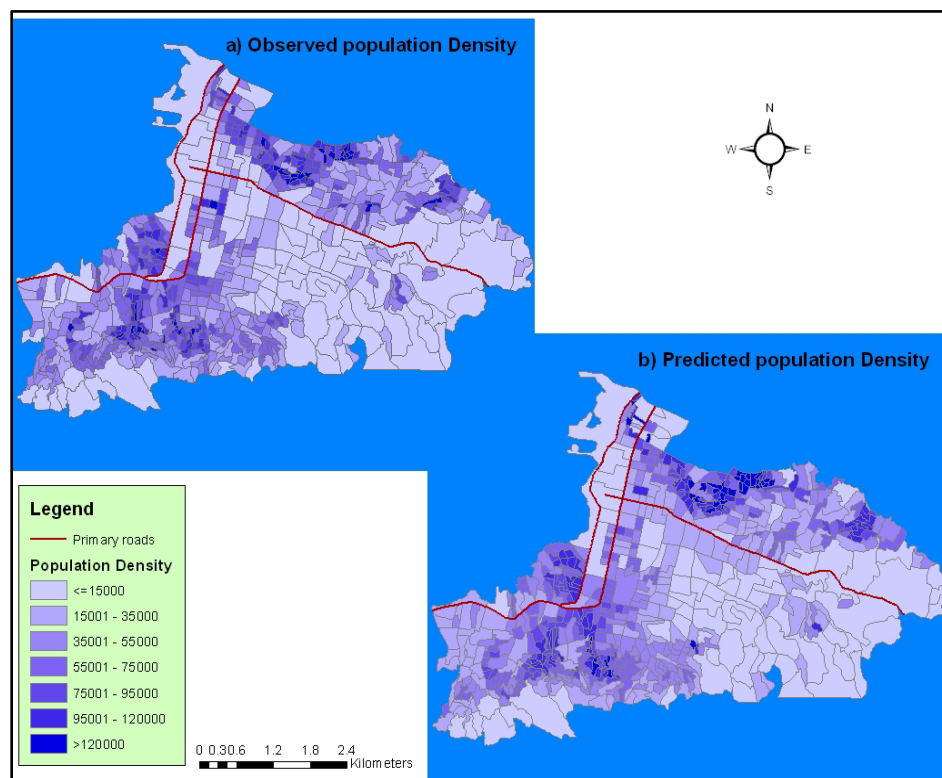 a) Observed population Density
N
W E
S
b) Predicted population Density
Legend
Primary roads
Population Density
<=15000
15001 - 35000
35001 - 55000
55001 - 75000
75001 - 95000
95001 - 120000
>120000
0 0.30.6 1.2 1.8 2.4
Kilometers